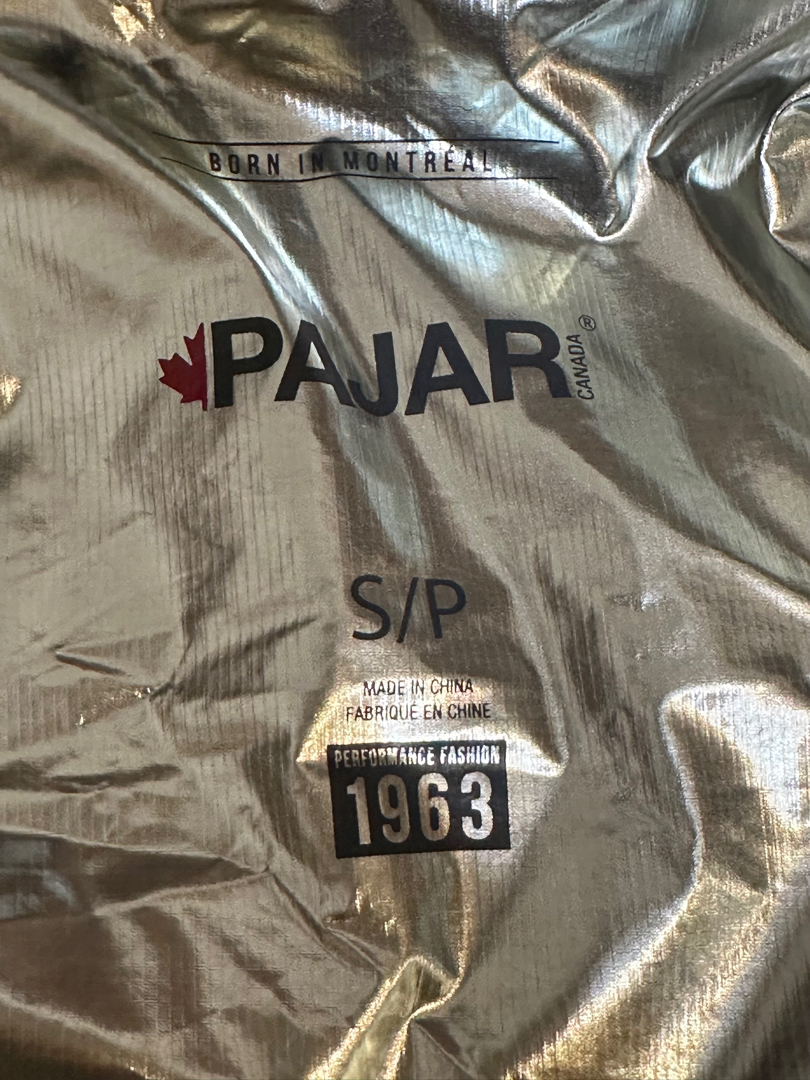 BORN IN MONTRÉAL
PAJAR CANADA®
S/P
MADE IN CHINA
FABRIQUÉ EN CHINE
PERFORMANCE FASHION
1963